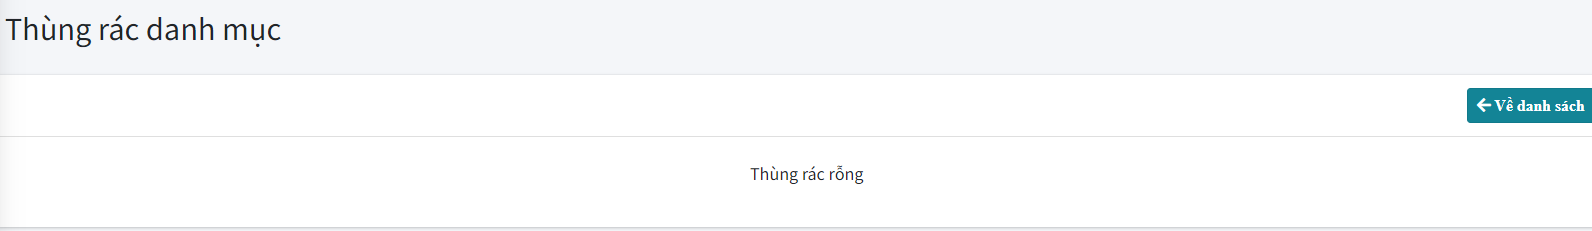 Thùng rác danh mục
Về danh sách
Thùng rác rỗng